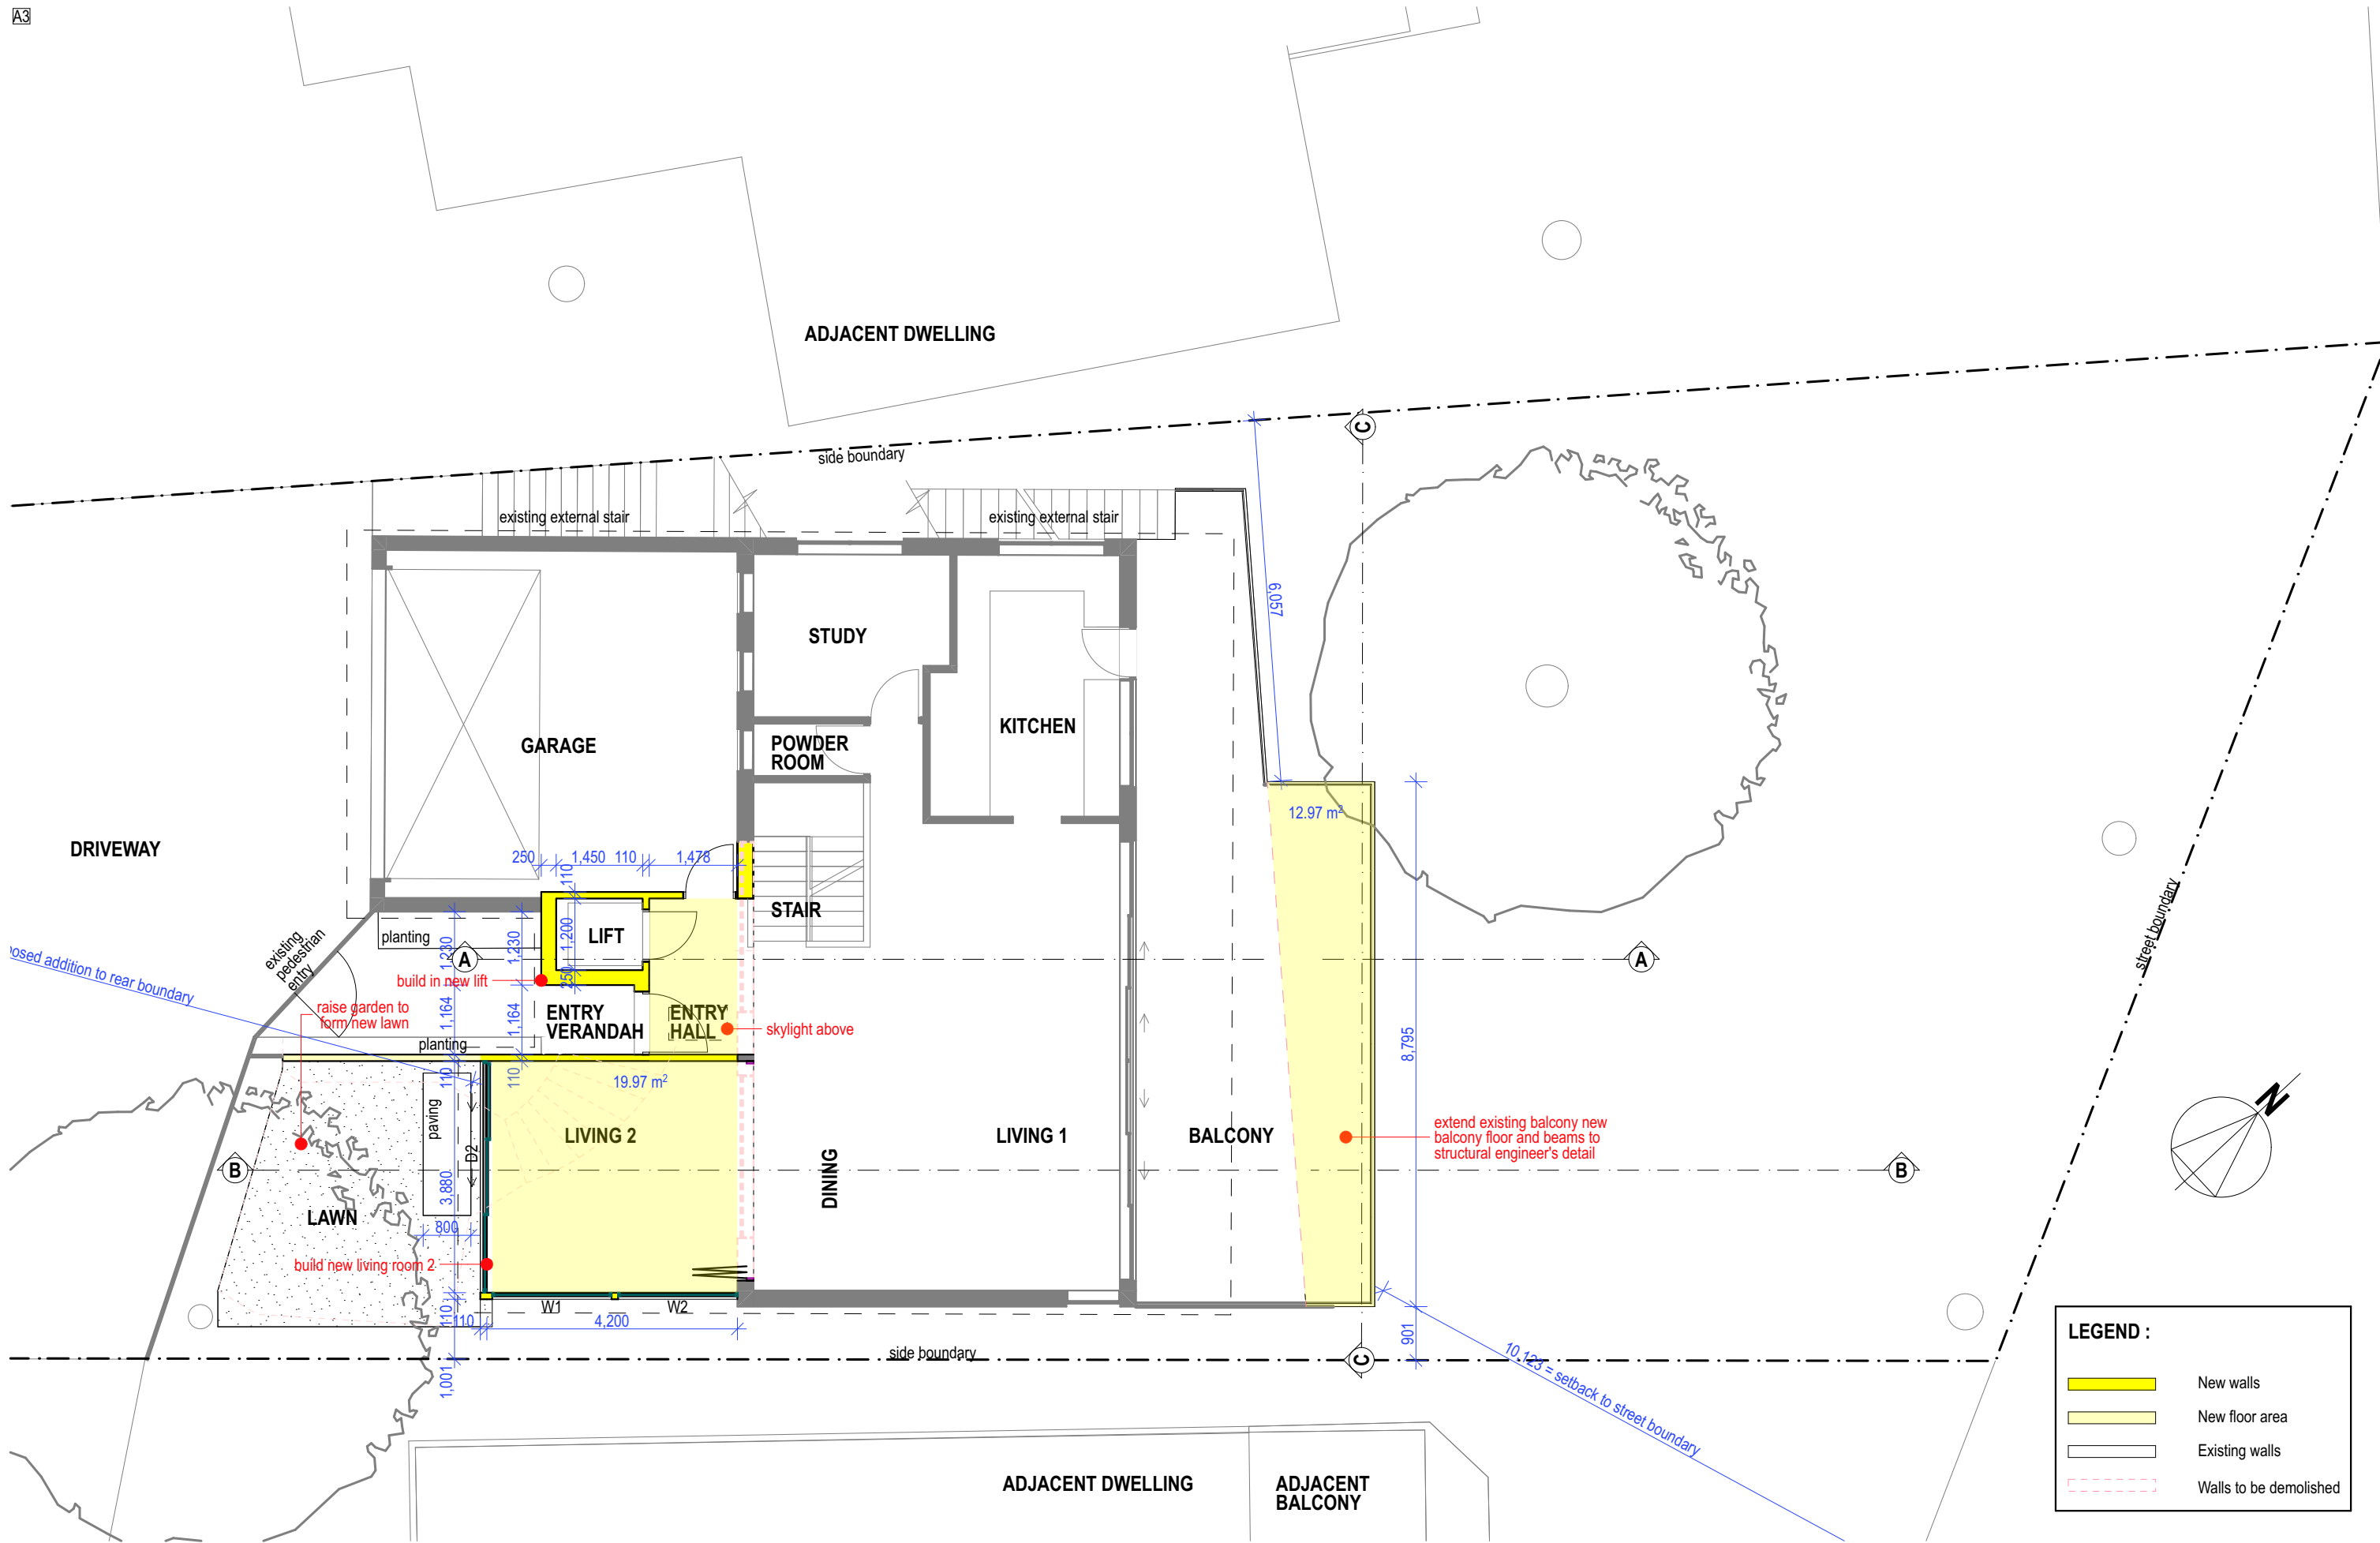 A3
ADJACENT DWELLING
C
side boundary
existing external stair
existing external stair
6,057
STUDY
KITCHEN
GARAGE
POWDER
ROOM
12.97 m²
DRIVEWAY
250
1,450
110
1,478
110
STAIR
LIFT
1,200
250
planting
1,230
1,230
existing
pedestrian
entry
A
A
street boundary
osed addition to rear boundary
build in new lift
raise garden to
form new lawn
1,164
1,164
ENTRY
VERANDAH
ENTRY
HALL
skylight above
planting
8,795
110
110
19.97 m²
paving
D2
LIVING 2
DINING
LIVING 1
BALCONY
extend existing balcony new
balcony floor and beams to
structural engineer's detail
N
B
B
3,880
LAWN
800
build new living room 2
W1
W2
110
110
4,200
901
side boundary
C
1,001
10,123 = setback to street boundary
ADJACENT DWELLING
ADJACENT
BALCONY
LEGEND :
New walls
New floor area
Existing walls
Walls to be demolished